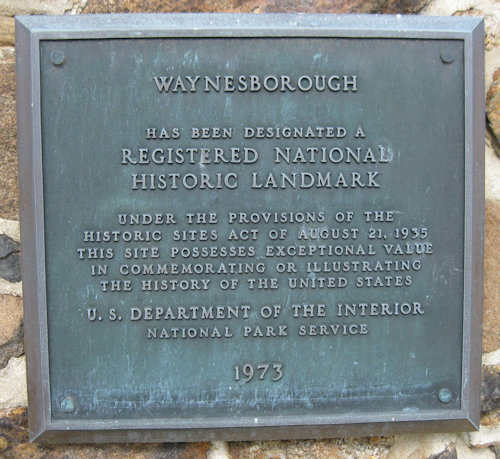 WAYNESBOROUGH
HAS BEEN DESIGNATED A
REGISTERED NATIONAL
HISTORIC LANDMARK
UNDER THE PROVISIONS OF THE
HISTORIC SITES ACT OF AUGUST 21, 1935
THIS SITE POSSESSES EXCEPTIONAL VALUE
IN COMMEMORATING OR ILLUSTRATING
THE HISTORY OF THE UNITED STATES
U. S. DEPARTMENT OF THE INTERIOR
NATIONAL PARK SERVICE
1973